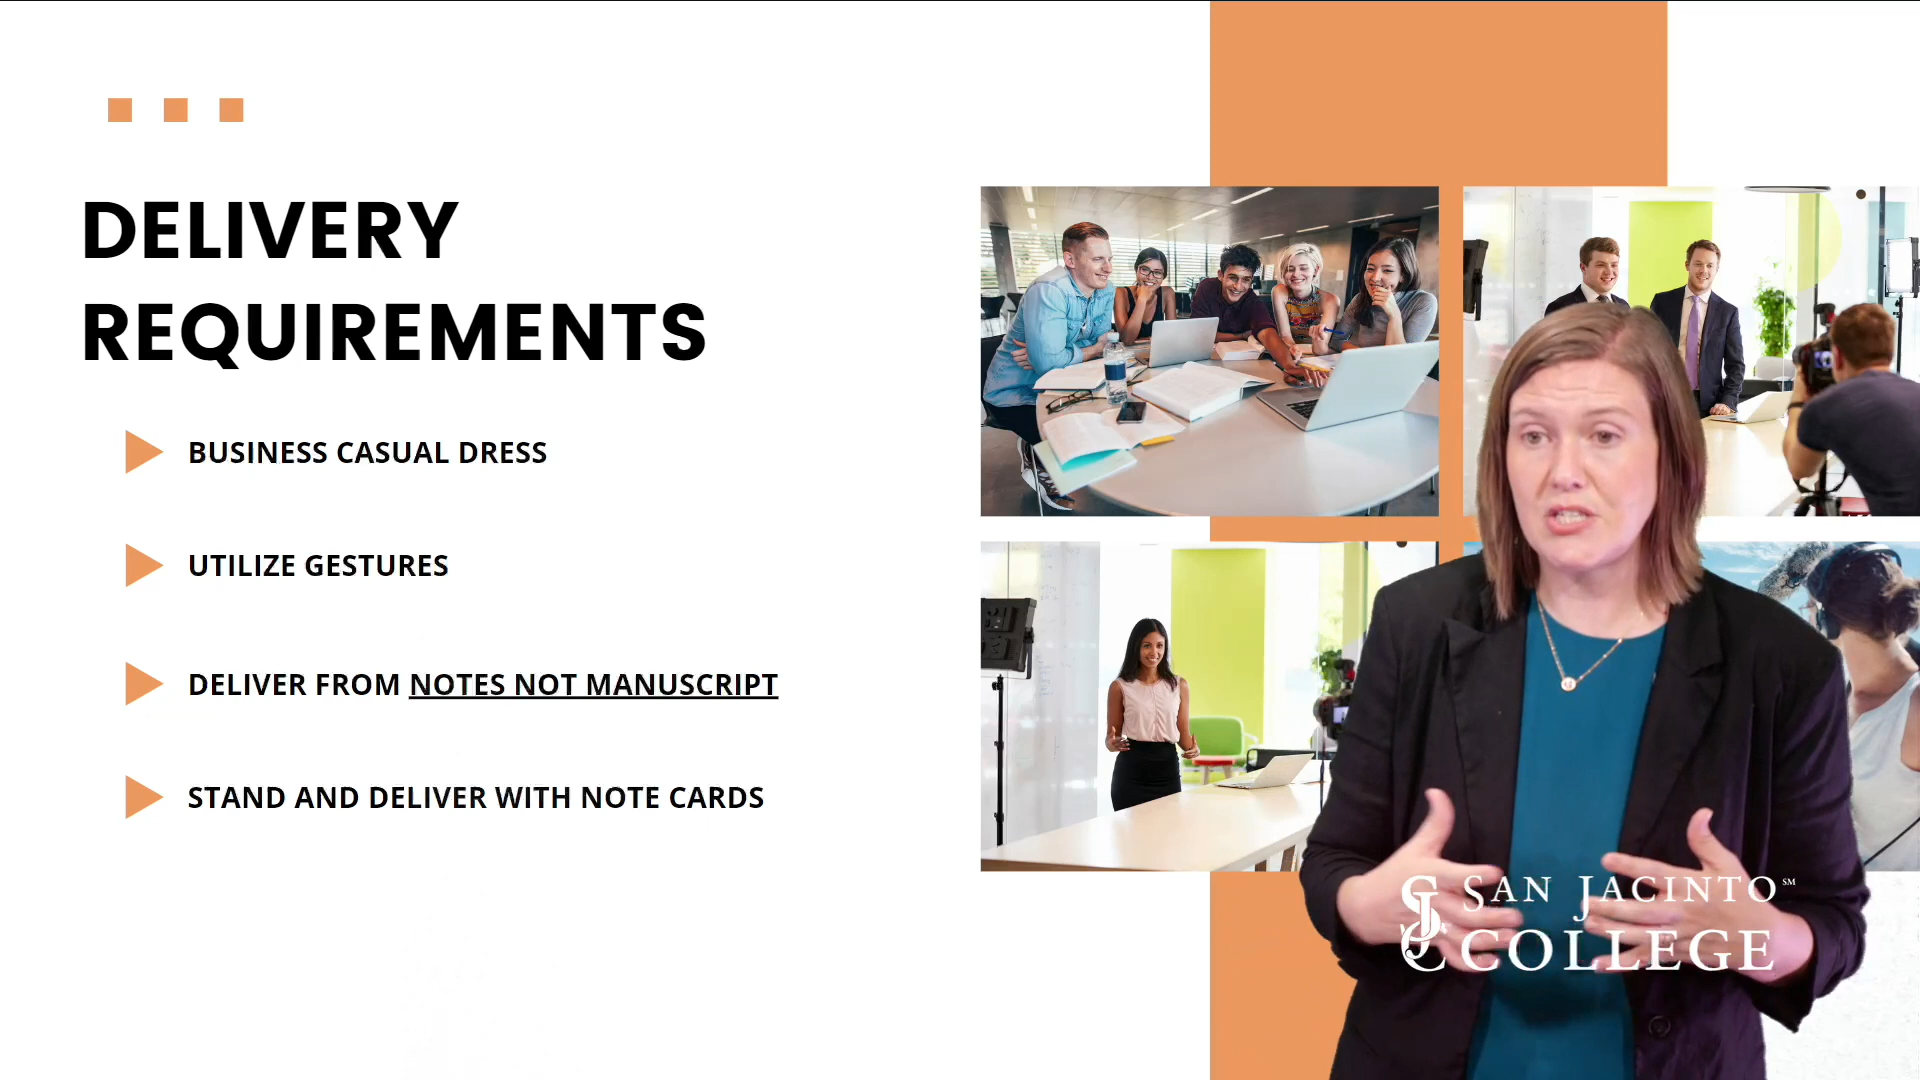 DELIVERY
REQUIREMENTS
BUSINESS CASUAL DRESS
UTILIZE GESTURES
DELIVER FROM NOTES NOT MANUSCRIPT
STAND AND DELIVER WITH NOTE CARDS
SAN JACINTO℠
COLLEGE